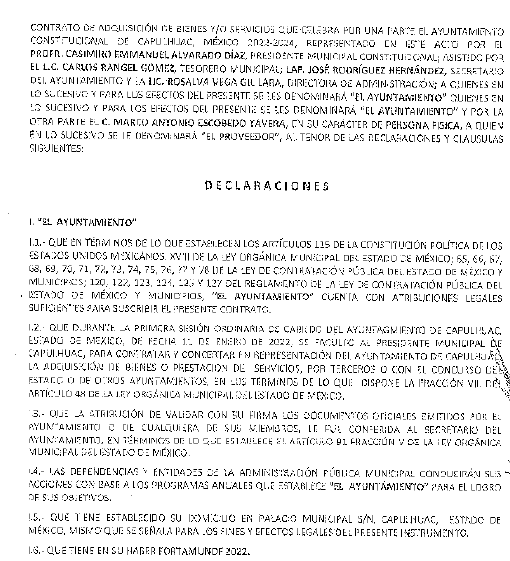 CONTRATO DE ADQUISICIÓN DE BIENES Y/O SERVICIOS QUE CELEBRA POR UNA PARTE EL AYUNTAMIENTO
CONSTITUCIONAL DE CAPULHUAC, MÉXICO 2022-2024, REPRESENTADO EN ESTE ACTO POR EL
PROFR. CASIMIRO EMMANUEL ALVARADO DÍAZ, PRESIDENTE MUNICIPAL CONSTITUCIONAL; ASISTIDO POR
EL L.C. CARLOS RANGEL GÓMEZ, TESORERO MUNICIPAL; LAP. JOSÉ RODRÍGUEZ HERNÁNDEZ, SECRETARIO
DEL AYUNTAMIENTO Y LA LIC. ROSALVA VEGA GIL LARA, DIRECTORA DE ADMINISTRACIÓN; A QUIENES EN
LO SUCESIVO Y PARA LOS EFECTOS DEL PRESENTE SE LES DENOMINARÁ "EL AYUNTAMIENTO" QUIENES EN
LO SUCESIVO Y PARA LOS EFECTOS DEL PRESENTE SE LES DENOMINARÁ "EL AYUNTAMIENTO" Y POR LA
OTRA PARTE EL C. MARCO ANTONIO ESCOBEDO YAVERA, EN SU CARÁCTER DE PERSONA FISICA, A QUIEN
EN LO SUCESIVO SE LE DENOMINARÁ "EL PROVEEDOR", AL TENOR DE LAS DECLARACIONES Y CLAUSULAS
SIGUIENTES:
DECLARACIONES
I. "EL AYUNTAMIENTO"
I.1.- QUE EN TÉRMINOS DE LO QUE ESTABLECEN LOS ARTÍCULOS 115 DE LA CONSTITUCIÓN POLÍTICA DE LOS
ESTADOS UNIDOS MEXICANOS, XVIII DE LA LEY ORGÁNICA MUNICIPAL DEL ESTADO DE MÉXICO; 65, 66, 67,
68, 69, 70, 71, 72, 73, 74, 75, 76, 77 Y 78 DE LA LEY DE CONTRATACIÓN PÚBLICA DEL ESTADO DE MÉXICO Y
MUNICIPIOS; 120, 122, 123, 124, 125 Y 127 DEL REGLAMENTO DE LA LEY DE CONTRATACIÓN PÚBLICA DEL
ESTADO DE MÉXICO Y MUNICIPIOS, "EL AYUNTAMIENTO" CUENTA CON ATRIBUCIONES LEGALES
SUFICIENTES PARA SUSCRIBIR EL PRESENTE CONTRATO.
I.2.- QUE DURANTE LA PRIMERA SESIÓN ORDINARIA DE CABILDO DEL AYUNTAGMIENTO DE CAPULHUAC,
ESTADO DE MEXICO, DE FECHA 11 DE ENERO DE 2022, SE FACULTO AL PRESIDENTE MUNICIPAL DE
CAPULHUAC, PARA CONTRATAR Y CONCERTAR EN REPRESENTACIÓN DEL AYUNTAMIENTO DE CAPULHUAC
LA ADQUISICIÓN DE BIENES O PRESTACION DE SERVICIOS, POR TERCEROS O CON EL CONCURSO DEL
ESTADO O DE OTROS AYUNTAMIENTOS, EN LOS TÉRMINOS DE LO QUE DISPONE LA FRACCIÓN VII, DEL
ARTÍCULO 48 DE LA LEY ORGÁNICA MUNICIPAL DEL ESTADO DE MÉXICO.
I.3.- QUE LA ATRIBUCIÓN DE VALIDAR CON SU FIRMA LOS DOCUMENTOS OFICIALES EMITIDOS POR EL
AYUNTAMIENTO O DE CUALQUIERA DE SUS MIEMBROS, LE FUE CONFERIDA AL SECRETARIO DEL
AYUNTAMIENTO, EN TÉRMINOS DE LO QUE ESTABLECE EL ARTÍCULO 91 FRACCIÓN V DE LA LEY ORGÁNICA
MUNICIPAL DEL ESTADO DE MÉXICO.
I.4.- LAS DEPENDENCIAS Y ENTIDADES DE LA ADMINISTRACIÓN PÚBLICA MUNICIPAL CONDUCIRÁN SUS
ACCIONES CON BASE A LOS PROGRAMAS ANUALES QUE ESTABLECE "EL AYUNTAMIENTO" PARA EL LOGRO
DE SUS OBJETIVOS.
I.5.- QUE TIENE ESTABLECIDO SU DOMICILIO EN PALACIO MUNICIPAL S/N, CAPULHUAC, ESTADO DE
MÉXICO, MISMO QUE SE SEÑALA PARA LOS FINES Y EFECTOS LEGALES DEL PRESENTE INSTRUMENTO.
I.6.- QUE TIENE EN SU HABER FORTAMUNDF 2022.